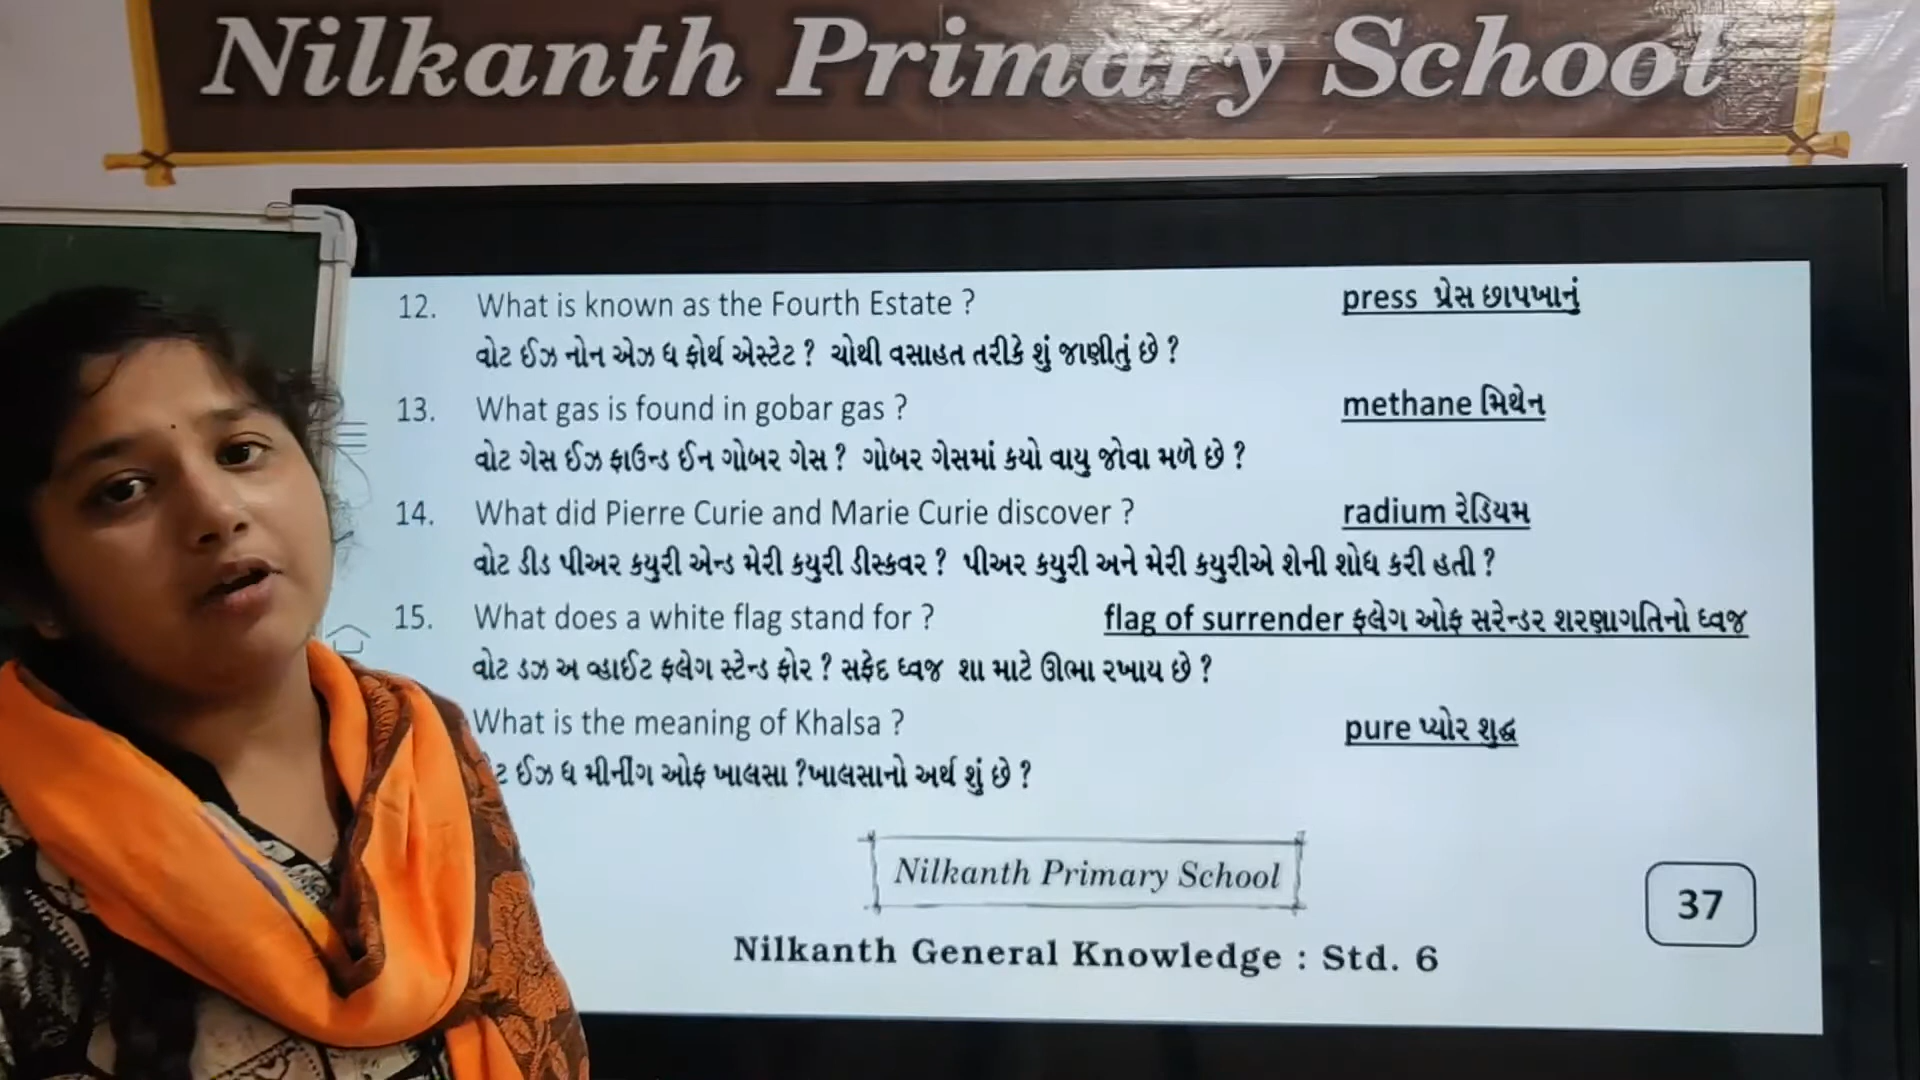 Nilkanth Primary School
12. What is known as the Fourth Estate ? press પ્રેસ છાપખાનું
વોટ ઈઝ નોન એઝ ધ ફોર્થ એસ્ટેટ ? ચોથી વસાહત તરીકે શું જાણીતું છે ?
13. What gas is found in gobar gas ? methane મિથેન
વોટ ગેસ ઈઝ ફાઉન્ડ ઈન ગોબર ગેસ ? ગોબર ગેસમાં કયો વાયુ જોવા મળે છે ?
14. What did Pierre Curie and Marie Curie discover ? radium રેડિયમ
વોટ ડીડ પીઅર કયુરી એન્ડ મેરી કયુરી ડીસ્કવર ? પીઅર કયુરી અને મેરી કયુરીએ શેની શોધ કરી હતી ?
15. What does a white flag stand for ? flag of surrender ફલેગ ઓફ સરેન્ડર શરણાગતિનો ધ્વજ
વોટ ડઝ અ વ્હાઈટ ફલેગ સ્ટેન્ડ ફોર ? સફેદ ધ્વજ શા માટે ઊભા રખાય છે ?
What is the meaning of Khalsa ? pure પ્યોર શુદ્ધ
ઈઝ ધ મીનીંગ ઓફ ખાલસા ?ખાલસાનો અર્થ શું છે ?
Nilkanth Primary School
37
Nilkanth General Knowledge : Std. 6